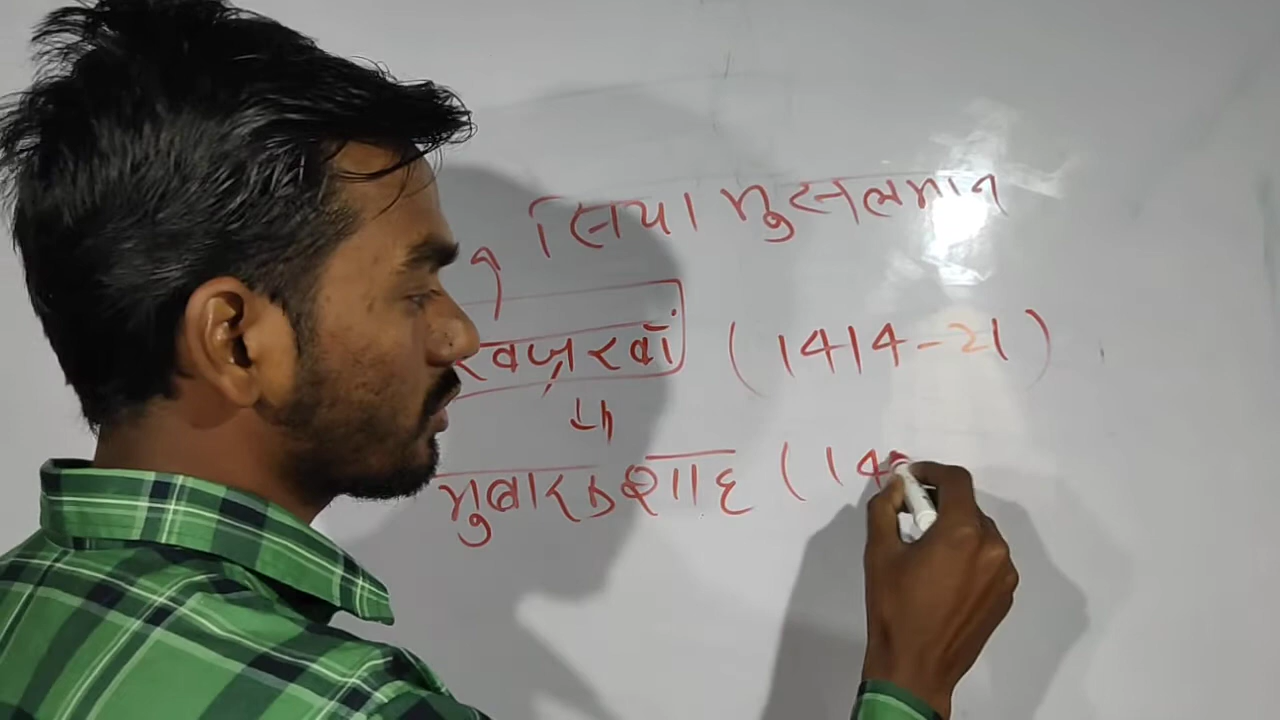 सिया मुसलमान
खिज्रखाँ (1414-21)
मुबारकशाह (14